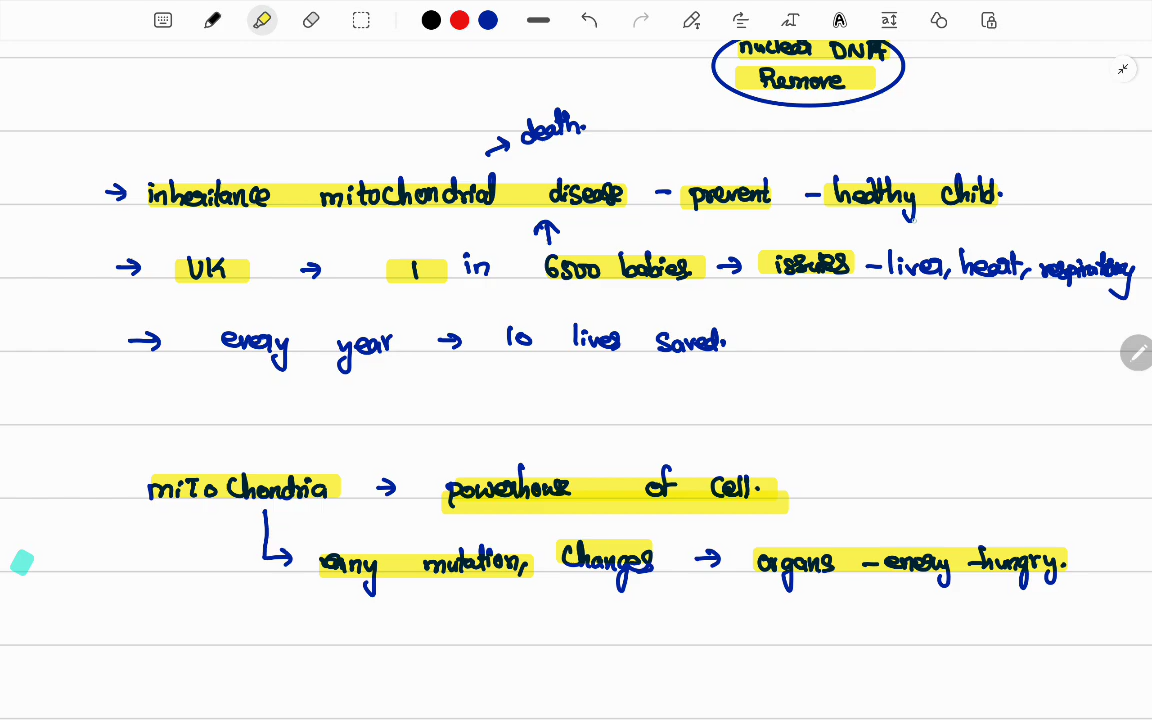 nuclear DNA
Remove
→ death.
→ inheritance mitochondrial disease - prevent - healthy child.
→ UK → 1 in 6500 babies → issues - liver, heart, respiratory
→ every year → 10 lives saved.
mitochondria → powerhouse of cell.
→ any mutation, changes → organs - energy - hungry.